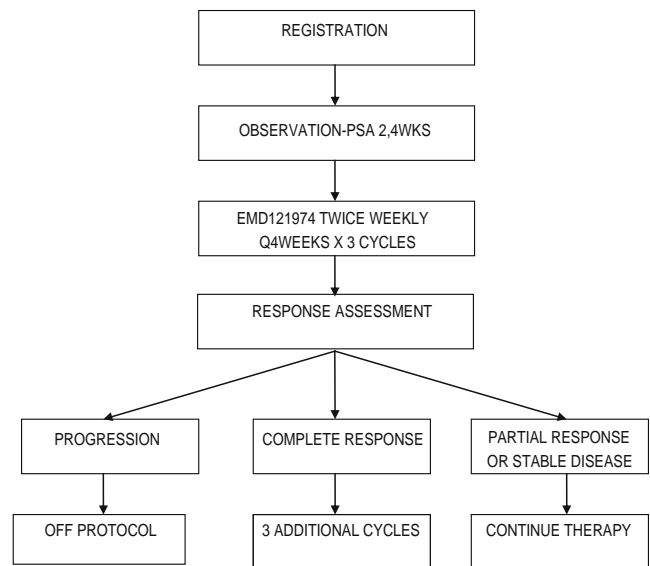 REGISTRATION
OBSERVATION-PSA 2,4WKS
EMD121974 TWICE WEEKLY
Q4WEEKS X 3 CYCLES
RESPONSE ASSESSMENT
PROGRESSION
COMPLETE RESPONSE
PARTIAL RESPONSE
OR STABLE DISEASE
OFF PROTOCOL
3 ADDITIONAL CYCLES
CONTINUE THERAPY